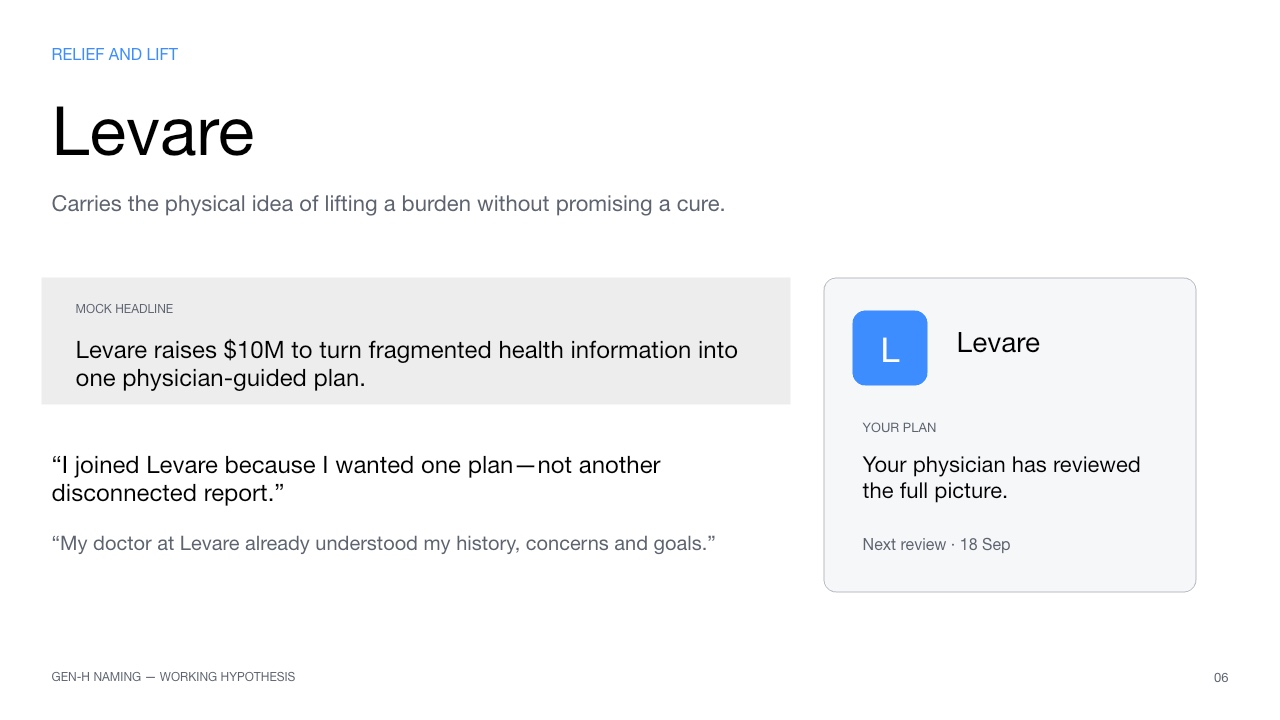 RELIEF AND LIFT
Levare
Carries the physical idea of lifting a burden without promising a cure.
MOCK HEADLINE
Levare raises $10M to turn fragmented health information into
one physician-guided plan.
“I joined Levare because I wanted one plan—not another
disconnected report.”
“My doctor at Levare already understood my history, concerns and goals.”
L
Levare
YOUR PLAN
Your physician has reviewed
the full picture.
Next review · 18 Sep
GEN-H NAMING — WORKING HYPOTHESIS
06